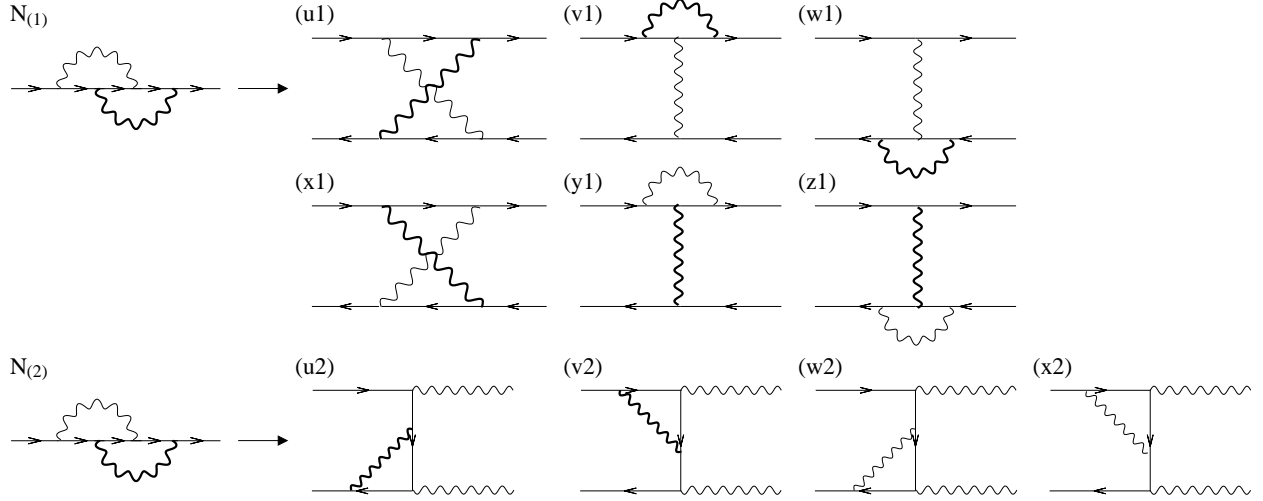 N(1) (u1) (v1) (w1)
(x1) (y1) (z1)
N(2) (u2) (v2) (w2) (x2)